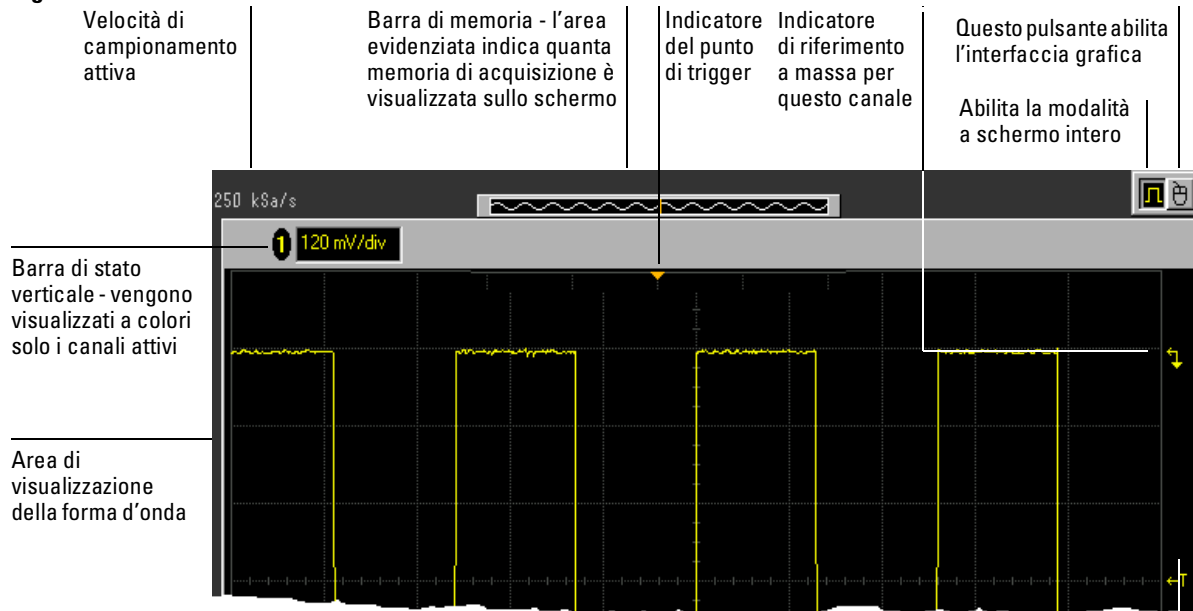 Velocità di
campionamento
attiva
Barra di memoria - l'area
evidenziata indica quanta
memoria di acquisizione è
visualizzata sullo schermo
Indicatore
del punto
di trigger
Indicatore
di riferimento
a massa per
questo canale
Questo pulsante abilita
l'interfaccia grafica
Abilita la modalità
a schermo intero
250 kSa/s
1 120 mV/div
Barra di stato
verticale - vengono
visualizzati a colori
solo i canali attivi
Area di
visualizzazione
della forma d'onda
T